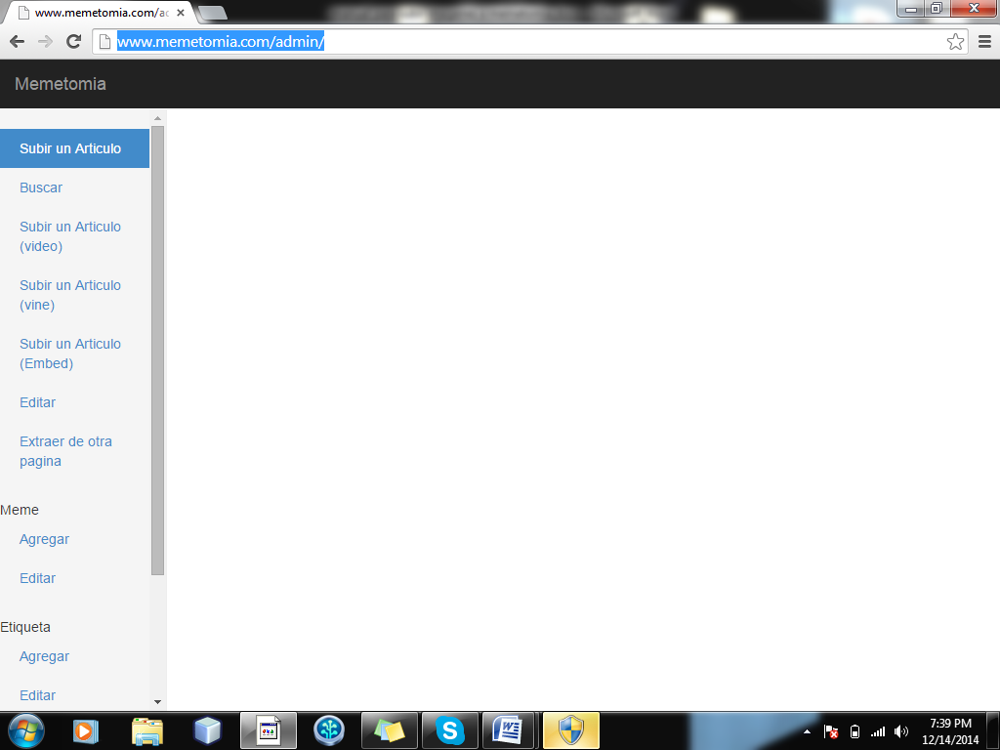 www.memetomia.com/ac
www.memetomia.com/admin/
Memetomia
Subir un Articulo
Buscar
Subir un Articulo
(video)
Subir un Articulo
(vine)
Subir un Articulo
(Embed)
Editar
Extraer de otra
pagina
Meme
Agregar
Editar
Etiqueta
Agregar
Editar
7:39 PM
12/14/2014